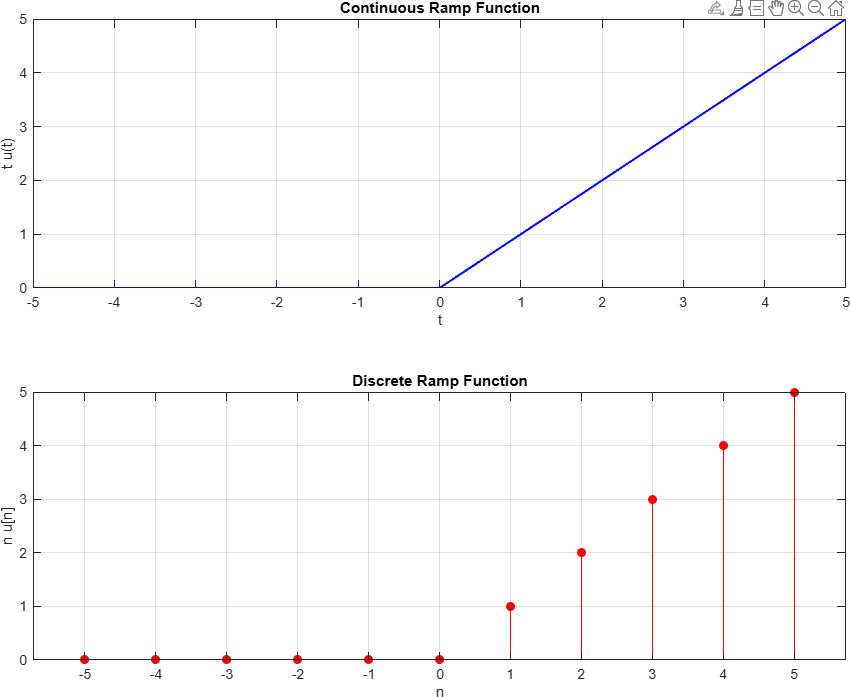 Continuous Ramp Function
5
4
3
2
1
0
t u(t)
-5 -4 -3 -2 -1 0 1 2 3 4 5
t
Discrete Ramp Function
5
4
3
2
1
0
n u[n]
-5 -4 -3 -2 -1 0 1 2 3 4 5
n